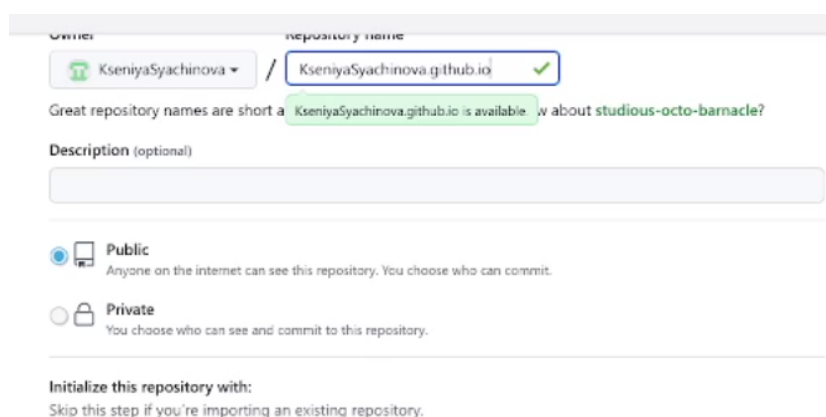 Owner Repository name
KseniyaSyachinova / KseniyaSyachinova.github.io
Great repository names are short a KseniyaSyachinova.github.io is available. w about studious-octo-barnacle?
Description (optional)
Public
Anyone on the internet can see this repository. You choose who can commit.
Private
You choose who can see and commit to this repository.
Initialize this repository with:
Skip this step if you're importing an existing repository.